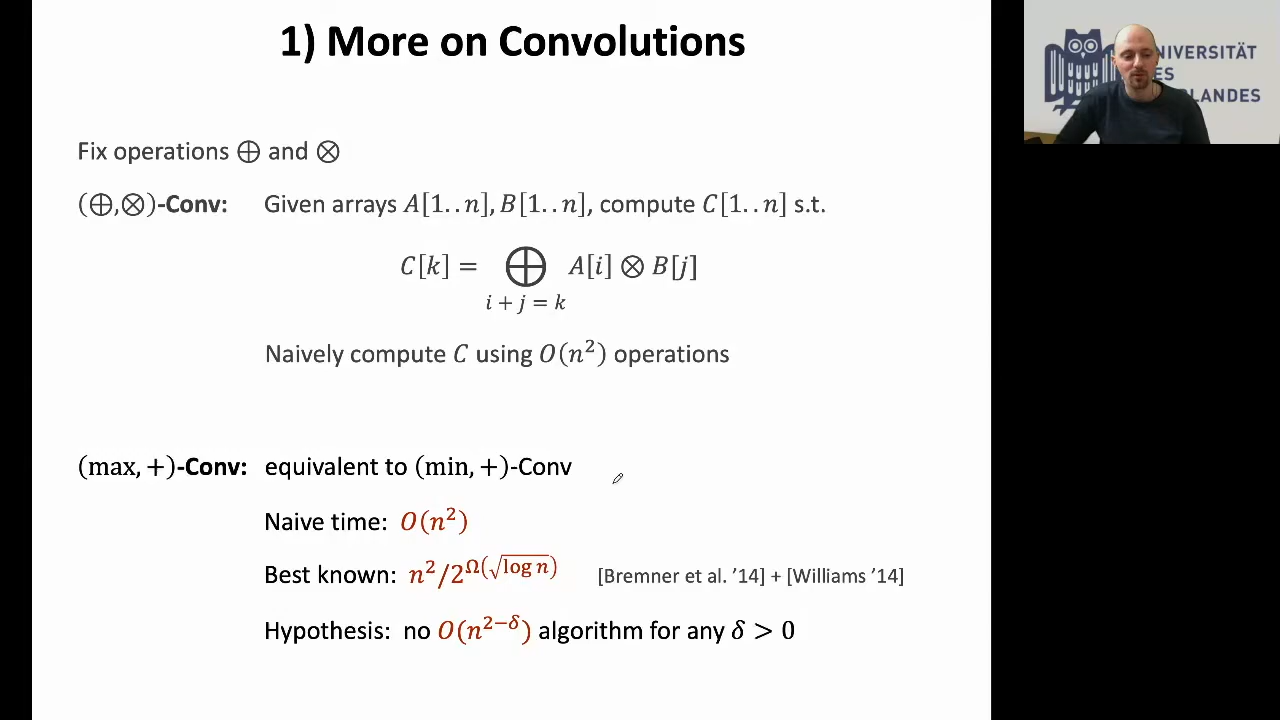 1) More on Convolutions
UNIVERSITÄT
DES
Fix operations ⊕ and ⊗
(⊕,⊗)-Conv: Given arrays A[1..n], B[1..n], compute C[1..n] s.t.
C[k] = ⊕ A[i] ⊗ B[j]
i + j = k
Naively compute C using O(n²) operations
(max, +)-Conv: equivalent to (min, +)-Conv
Naive time: O(n²)
Best known: n²/2^Ω(√log n) [Bremner et al. ’14] + [Williams ’14]
Hypothesis: no O(n^2−δ) algorithm for any δ > 0